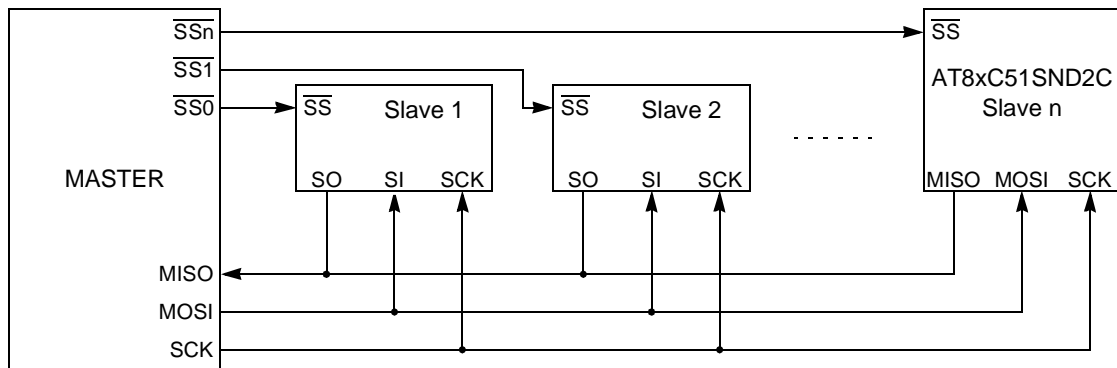 SSn
SS
SS1
AT8xC51SND2C
SS0
SS
Slave 1
SS
Slave 2
Slave n
MASTER
SO SI SCK
SO SI SCK
MISO MOSI SCK
MISO
MOSI
SCK